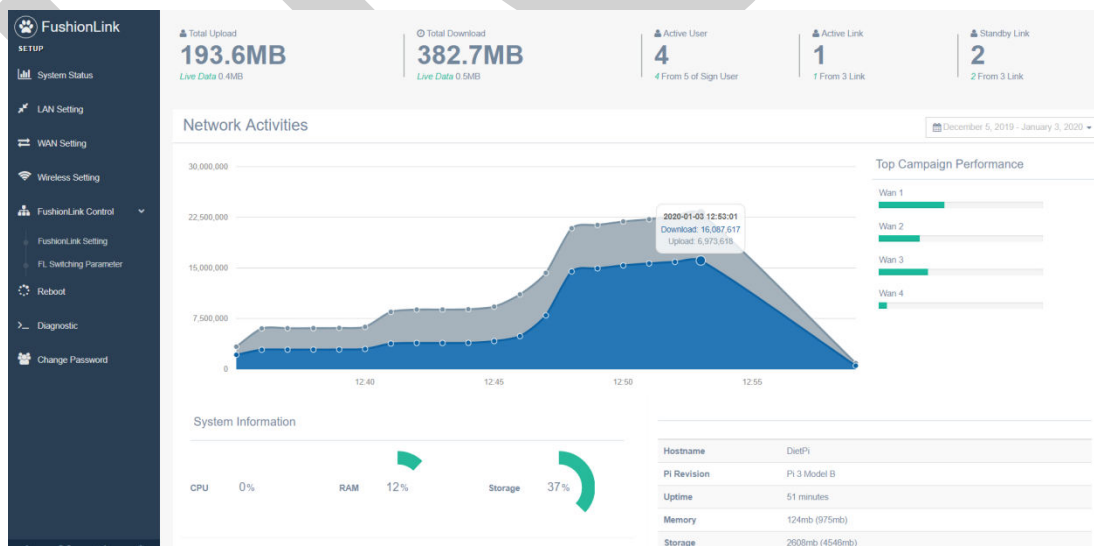 FushionLink
SETUP
System Status
LAN Setting
WAN Setting
Wireless Setting
FushionLink Control
FushionLink Setting
FL Switching Parameter
Reboot
Diagnostic
Change Password
Total Upload
193.6MB
Live Data 0.4MB
Total Download
382.7MB
Live Data 0.5MB
Active User
4
4 From 5 of Sign User
Active Link
1
1 From 3 Link
Standby Link
2
2 From 3 Link
Network Activities
December 5, 2019 - January 3, 2020
30,000,000
22,500,000
15,000,000
7,500,000
0
12:40
12:45
12:50
12:55
2020-01-03 12:53:01
Download: 16,087,617
Upload: 6,973,618
Top Campaign Performance
Wan 1
Wan 2
Wan 3
Wan 4
System Information
CPU 0%
RAM 12%
Storage 37%
Hostname DietPi
Pi Revision Pi 3 Model B
Uptime 51 minutes
Memory 124mb (975mb)
Storage 2608mb (4546mb)